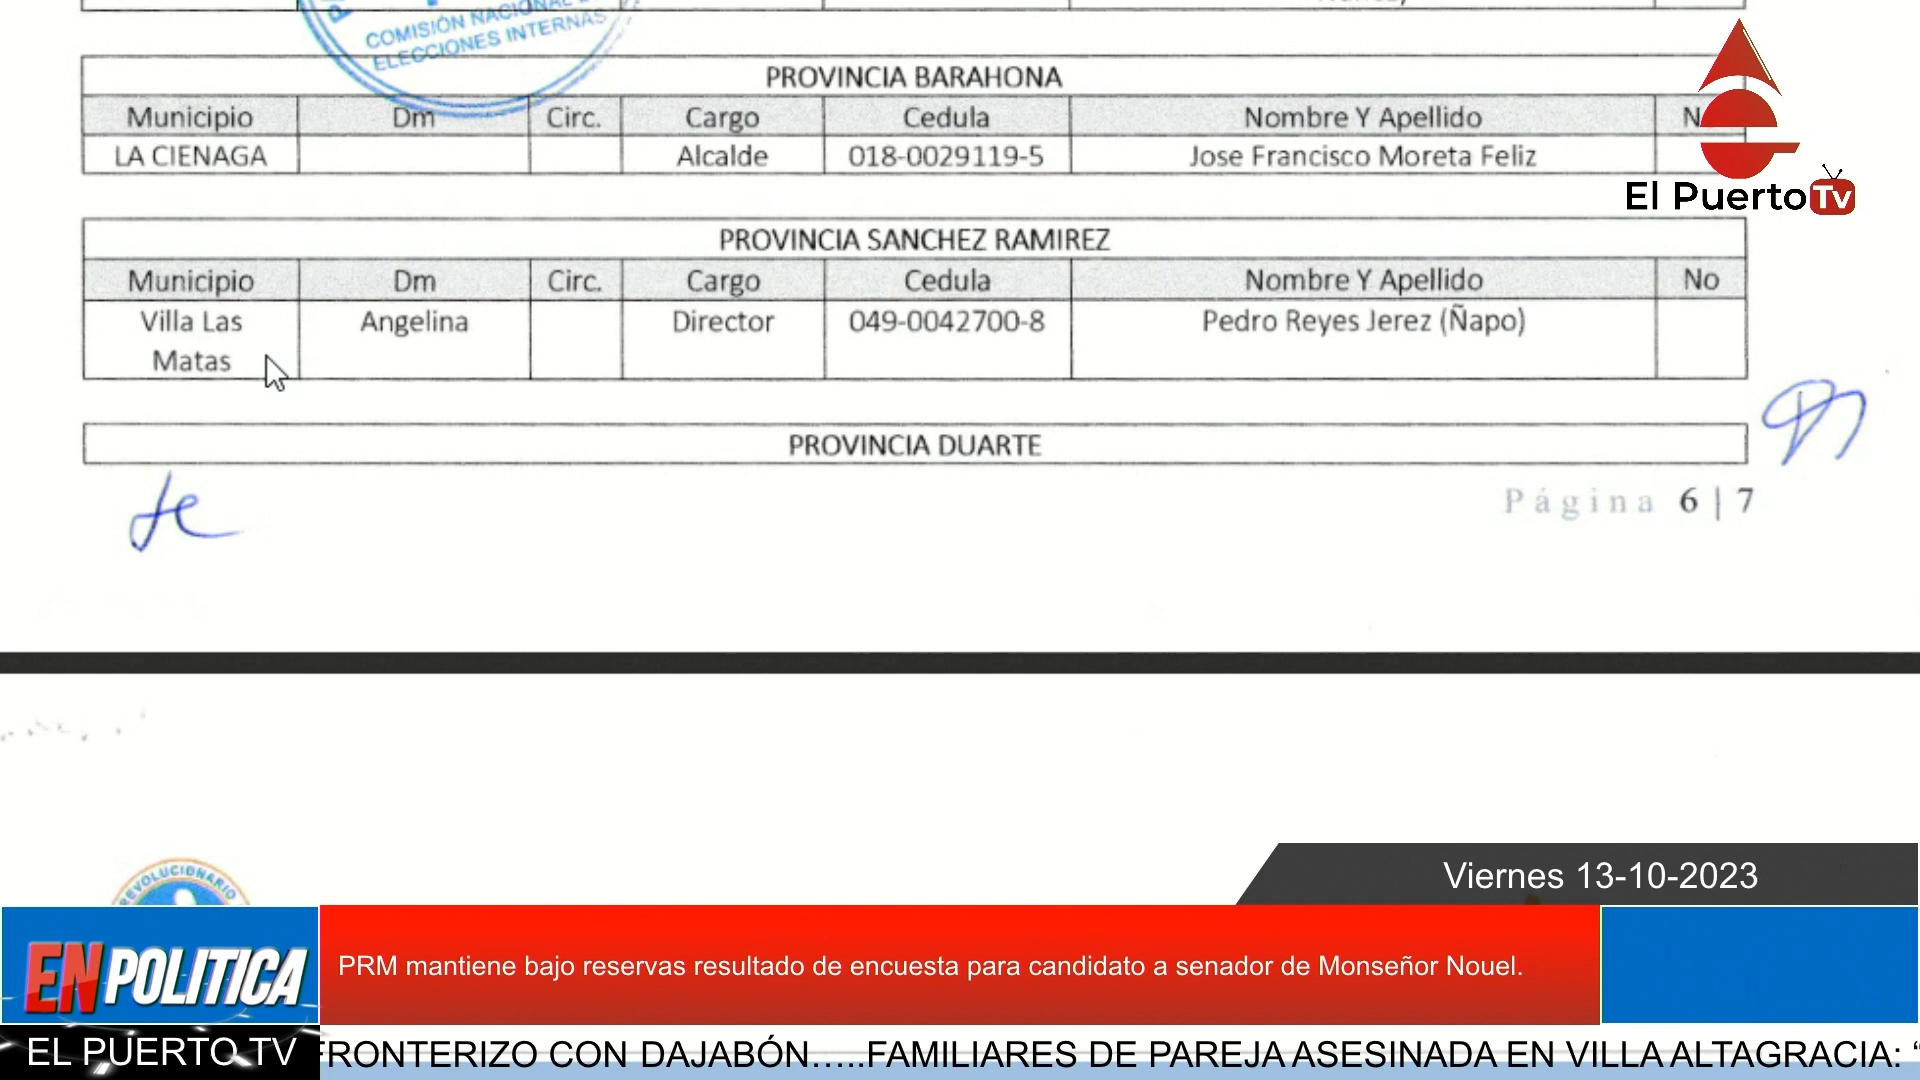 COMISIÓN NACIONAL
ELECCIONES INTERNAS
PROVINCIA BARAHONA
Municipio Dm Circ. Cargo Cedula Nombre Y Apellido N
LA CIENAGA Alcalde 018-0029119-5 Jose Francisco Moreta Feliz
El Puerto Tv
PROVINCIA SANCHEZ RAMIREZ
Municipio Dm Circ. Cargo Cedula Nombre Y Apellido No
Villa Las Angelina Director 049-0042700-8 Pedro Reyes Jerez (Ñapo)
Matas
PROVINCIA DUARTE
Página 6 | 7
REVOLUCIONARIO
Viernes 13-10-2023
EN POLITICA
PRM mantiene bajo reservas resultado de encuesta para candidato a senador de Monseñor Nouel.
EL PUERTO TV
FRONTERIZO CON DAJABÓN…..FAMILIARES DE PAREJA ASESINADA EN VILLA ALTAGRACIA: “